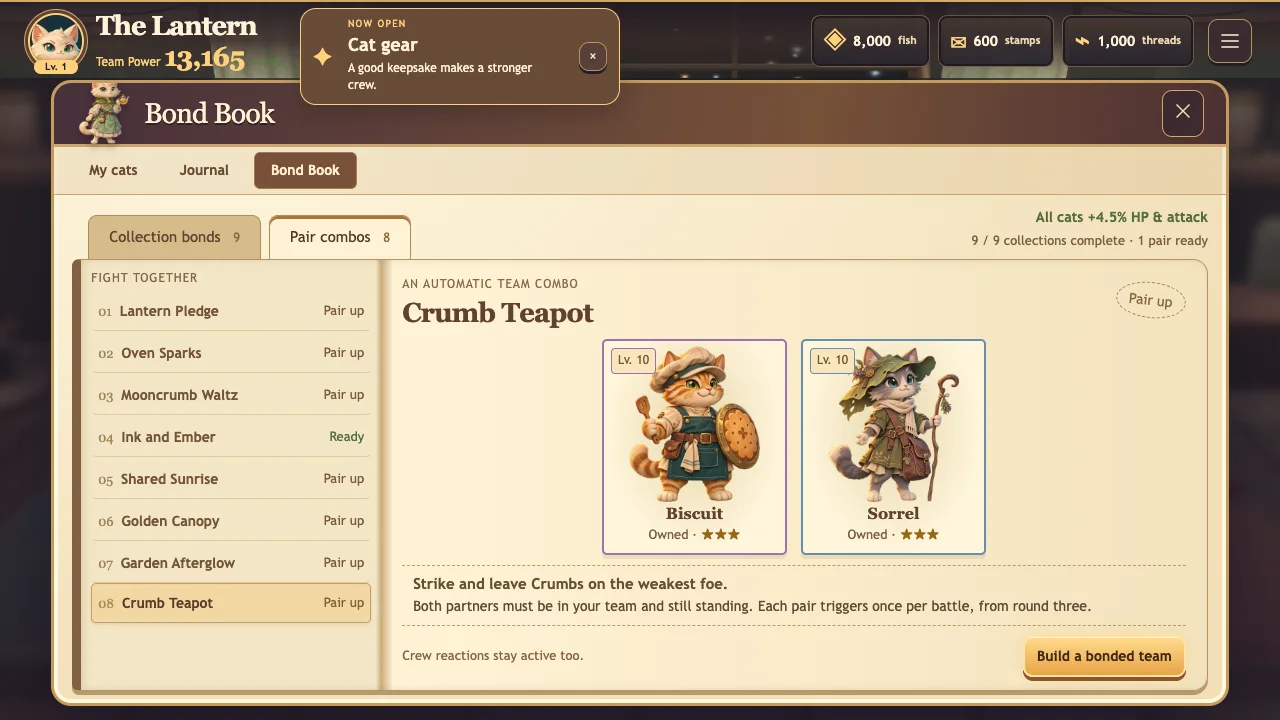 The Lantern
Team Power 13,165
Lv. 1
NOW OPEN
Cat gear
A good keepsake makes a stronger
crew.
×
8,000 fish
600 stamps
1,000 threads
Bond Book
My cats
Journal
Bond Book
All cats +4.5% HP & attack
9 / 9 collections complete · 1 pair ready
Collection bonds 9
Pair combos 8
FIGHT TOGETHER
01 Lantern Pledge Pair up
02 Oven Sparks Pair up
03 Mooncrumb Waltz Pair up
04 Ink and Ember Ready
05 Shared Sunrise Pair up
06 Golden Canopy Pair up
07 Garden Afterglow Pair up
08 Crumb Teapot Pair up
AN AUTOMATIC TEAM COMBO
Crumb Teapot
Pair up
Lv. 10
Biscuit
Owned · ★★★
Lv. 10
Sorrel
Owned · ★★★
Strike and leave Crumbs on the weakest foe.
Both partners must be in your team and still standing. Each pair triggers once per battle, from round three.
Crew reactions stay active too.
Build a bonded team